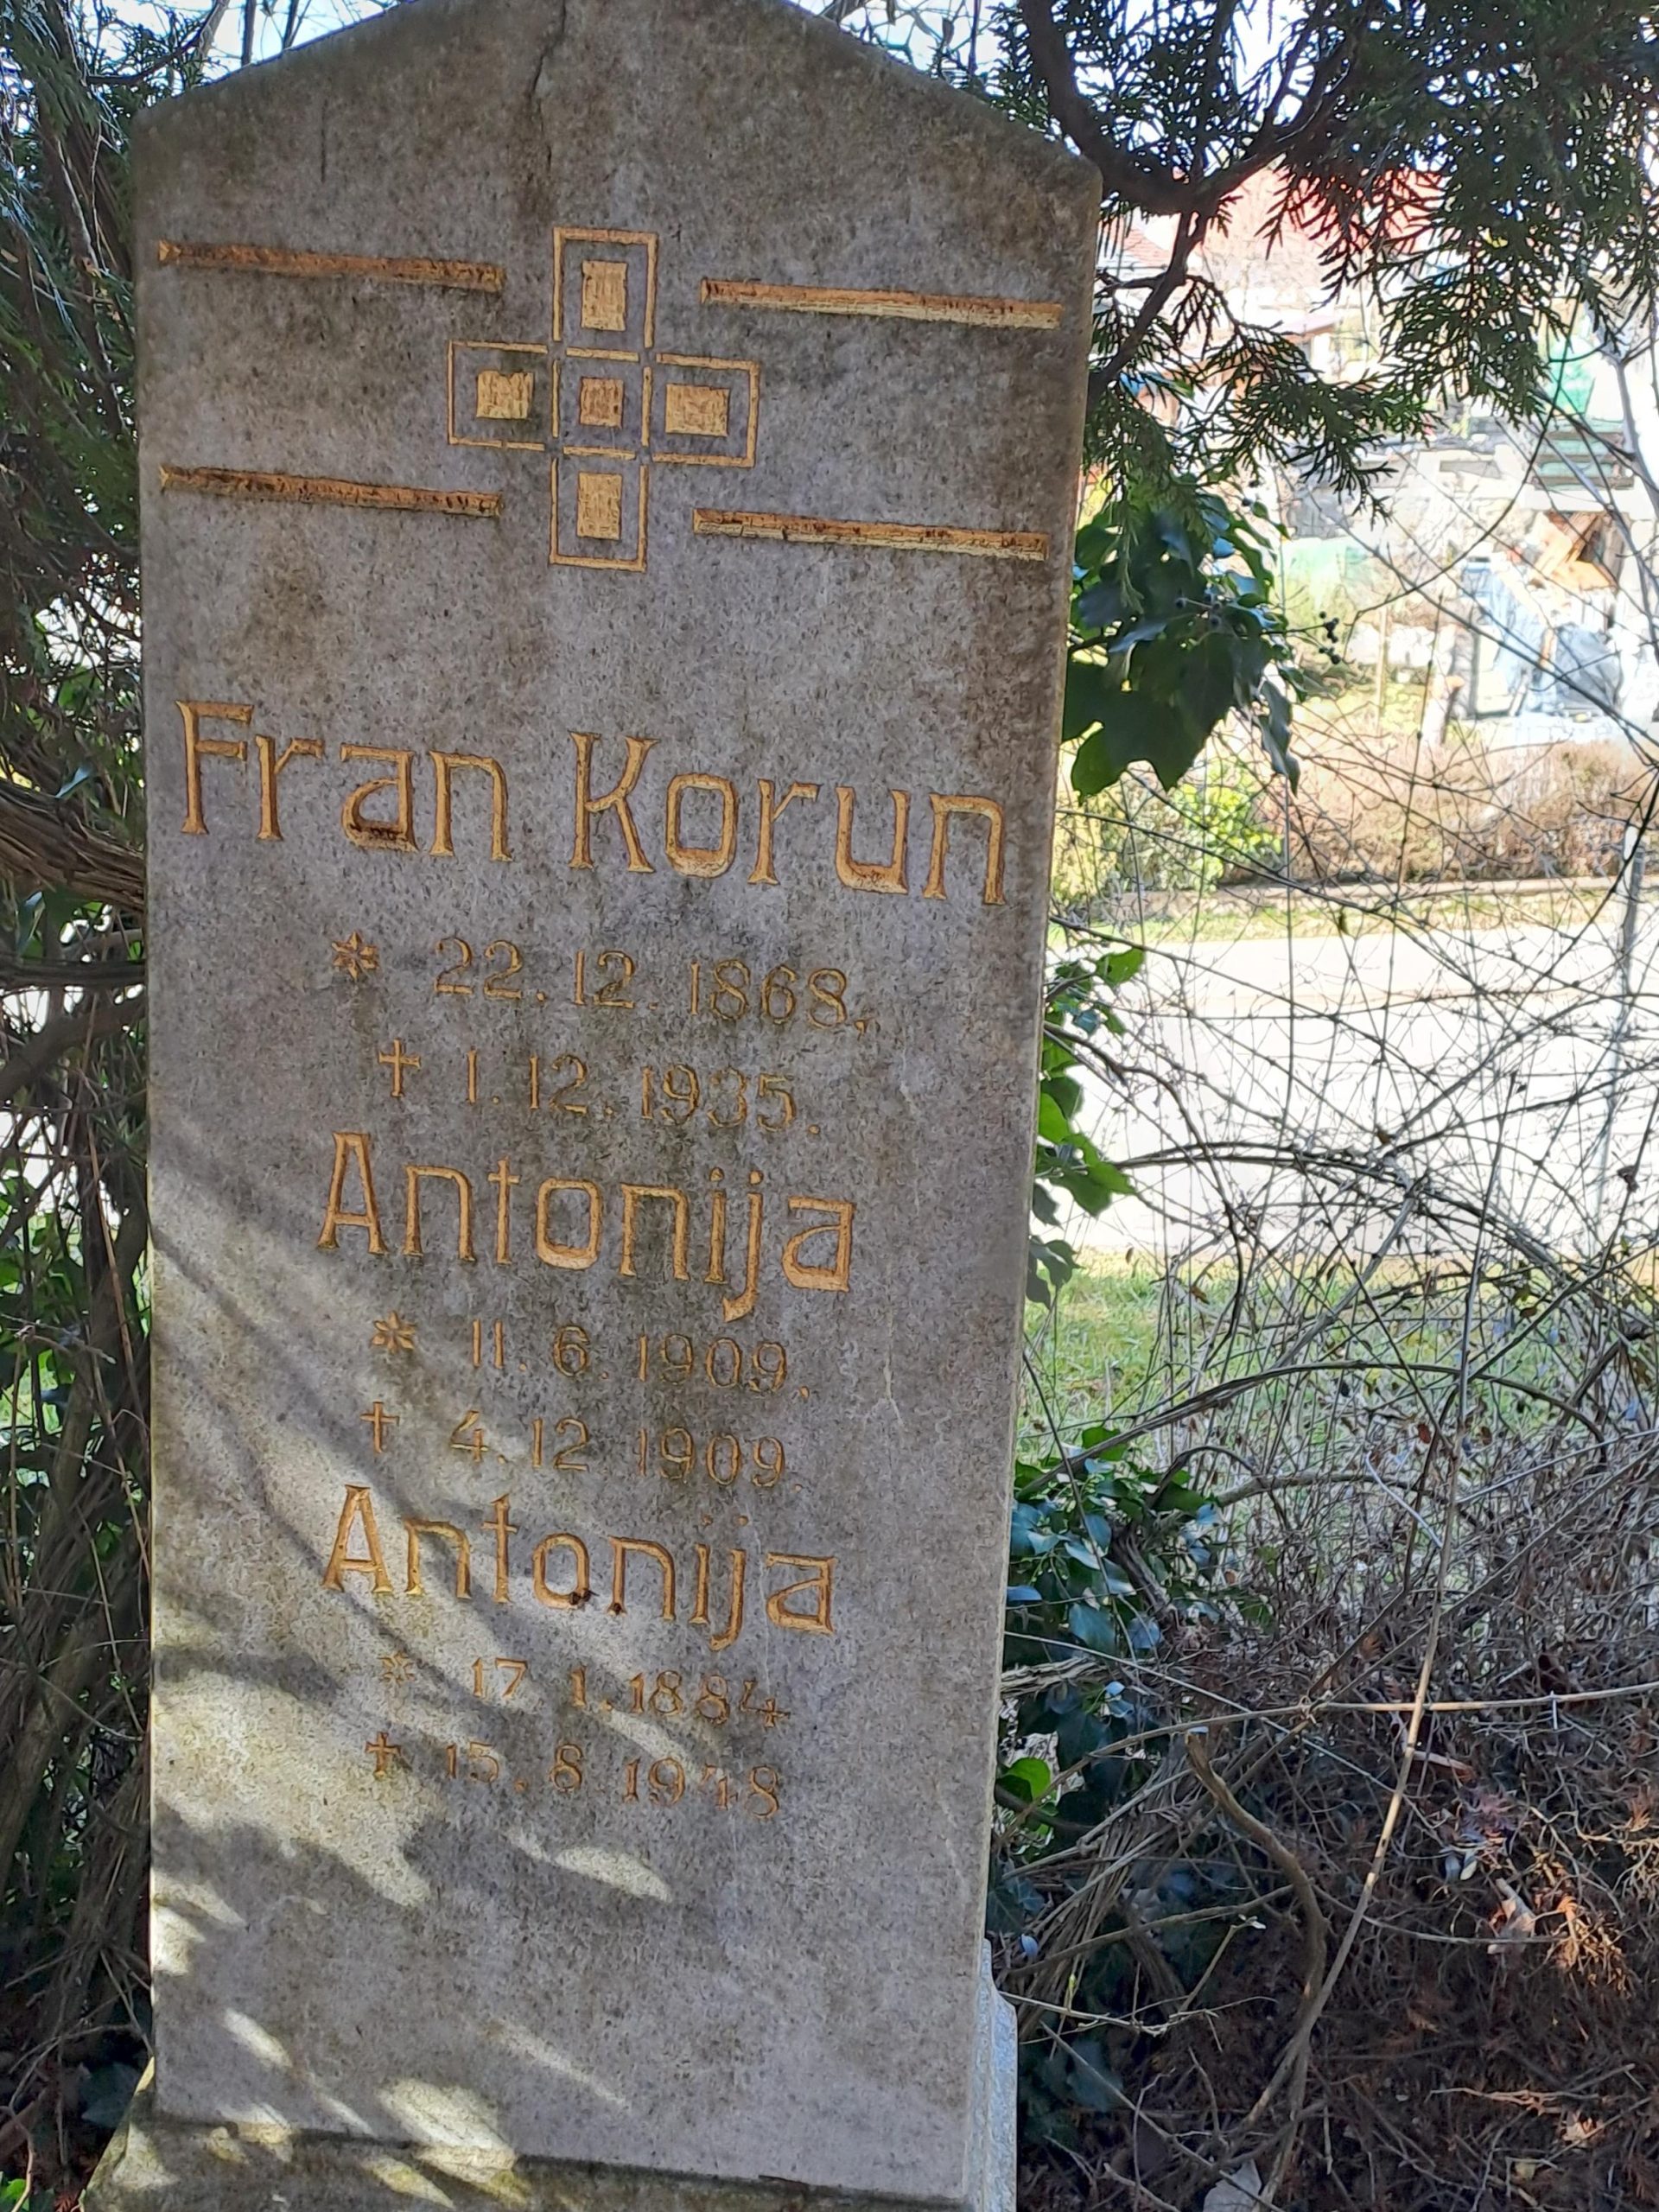 Fran Korun
* 22. 12. 1868,
† 1. 12. 1935.
Antonija
* 11. 6. 1909,
† 4. 12. 1909.
Antonija
* 17. 1. 1884
† 15. 8. 1948